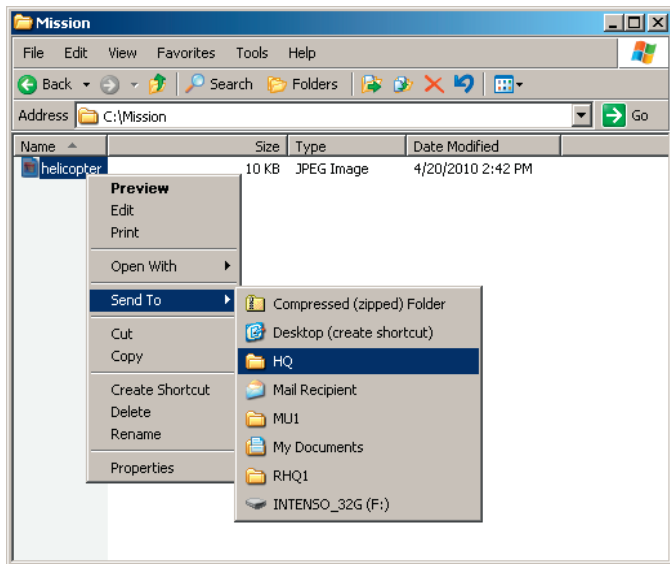 Mission
File Edit View Favorites Tools Help
Back Search Folders
Address C:\Mission Go
Name Size Type Date Modified
helicopter 10 KB JPEG Image 4/20/2010 2:42 PM
Preview
Edit
Print
Open With
Send To
Cut
Copy
Create Shortcut
Delete
Rename
Properties
Compressed (zipped) Folder
Desktop (create shortcut)
HQ
Mail Recipient
MU1
My Documents
RHQ1
INTENSO_32G (F:)